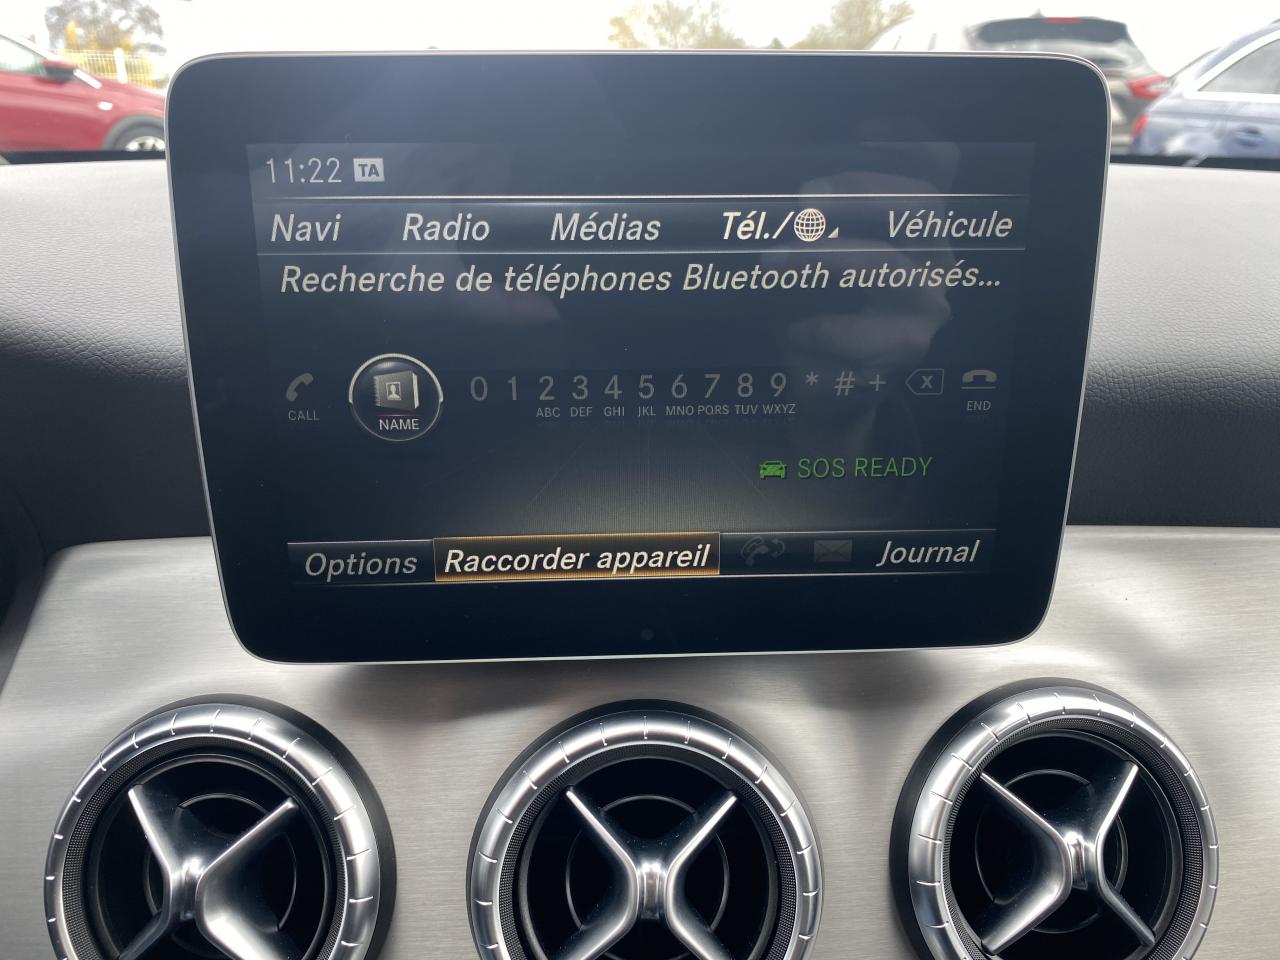 11:22 TA
Navi Radio Médias Tél./ Véhicule
Recherche de téléphones Bluetooth autorisés...
0 1 2 3 4 5 6 7 8 9 * # + X
CALL NAME ABC DEF GHI JKL MNO PQRS TUV WXYZ END
SOS READY
Options Raccorder appareil Journal